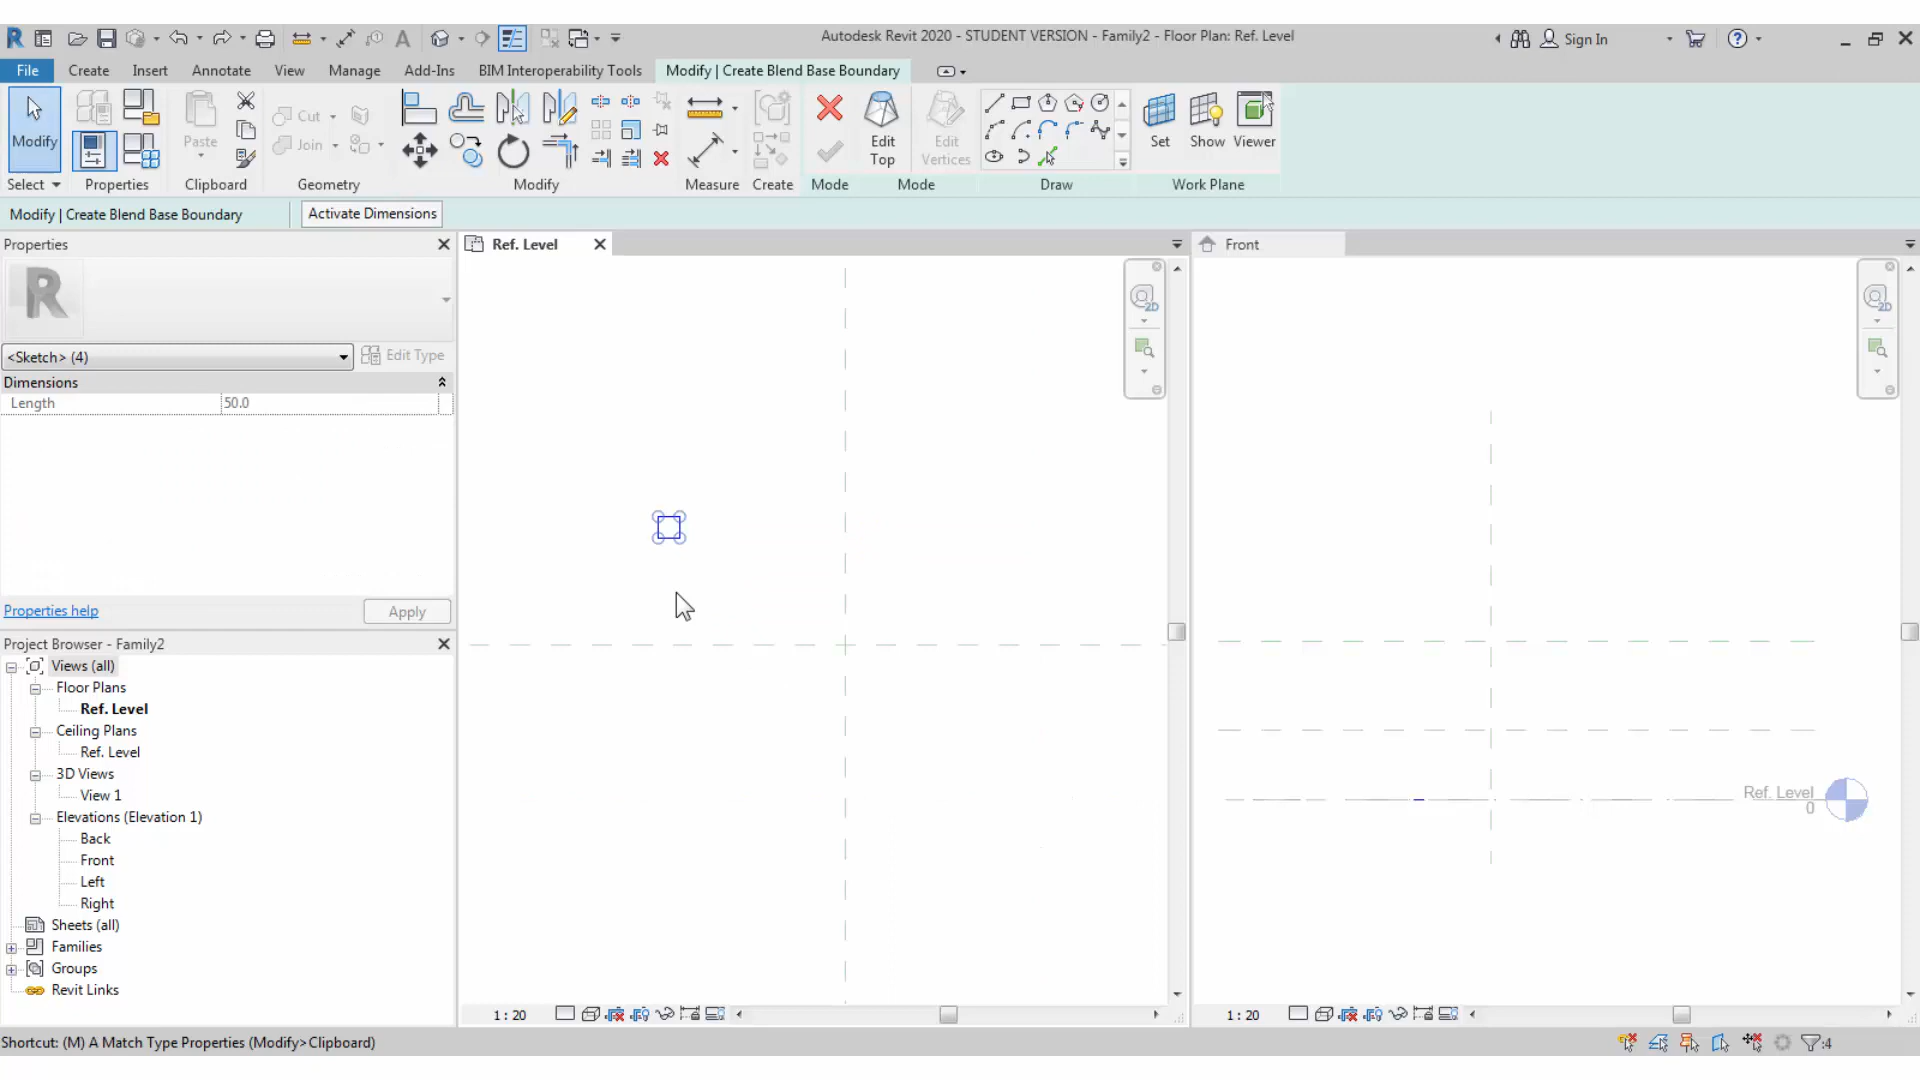 Autodesk Revit 2020 - STUDENT VERSION - Family2 - Floor Plan: Ref. Level
Sign In
File Create Insert Annotate View Manage Add-Ins BIM Interoperability Tools Modify | Create Blend Base Boundary
Modify
Paste
Cut
Join
Edit Top
Edit Vertices
Set
Show
Viewer
Select Properties Clipboard Geometry Modify Measure Create Mode Mode Draw Work Plane
Modify | Create Blend Base Boundary
Activate Dimensions
Properties
Ref. Level
Front
R
<Sketch> (4)
Edit Type
Dimensions
Length 50.0
Properties help
Apply
Project Browser - Family2
Views (all)
Floor Plans
Ref. Level
Ceiling Plans
Ref. Level
3D Views
View 1
Elevations (Elevation 1)
Back
Front
Left
Right
Sheets (all)
Families
Groups
Revit Links
2D
2D
Ref. Level
0
1 : 20
1 : 20
Shortcut: (M) A Match Type Properties (Modify>Clipboard)
:4